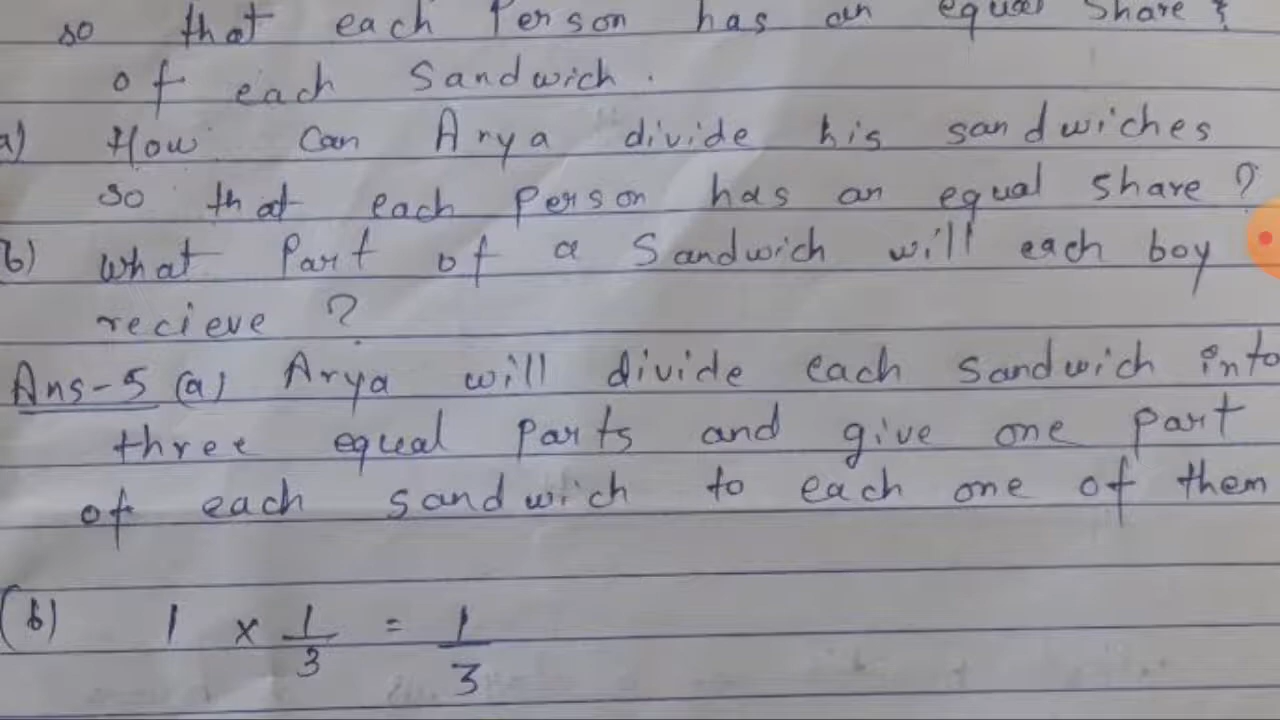 so that each Person has an equal Share &
of each Sandwich.
a) How can Arya divide his sandwiches
so that each Person has an equal share ?
b) what Part of a Sandwich will each boy
recieve ?
Ans-5 (a) Arya will divide each sandwich into
three equal parts and give one part
of each sandwich to each one of them
(b) 1 × 1/3 = 1/3